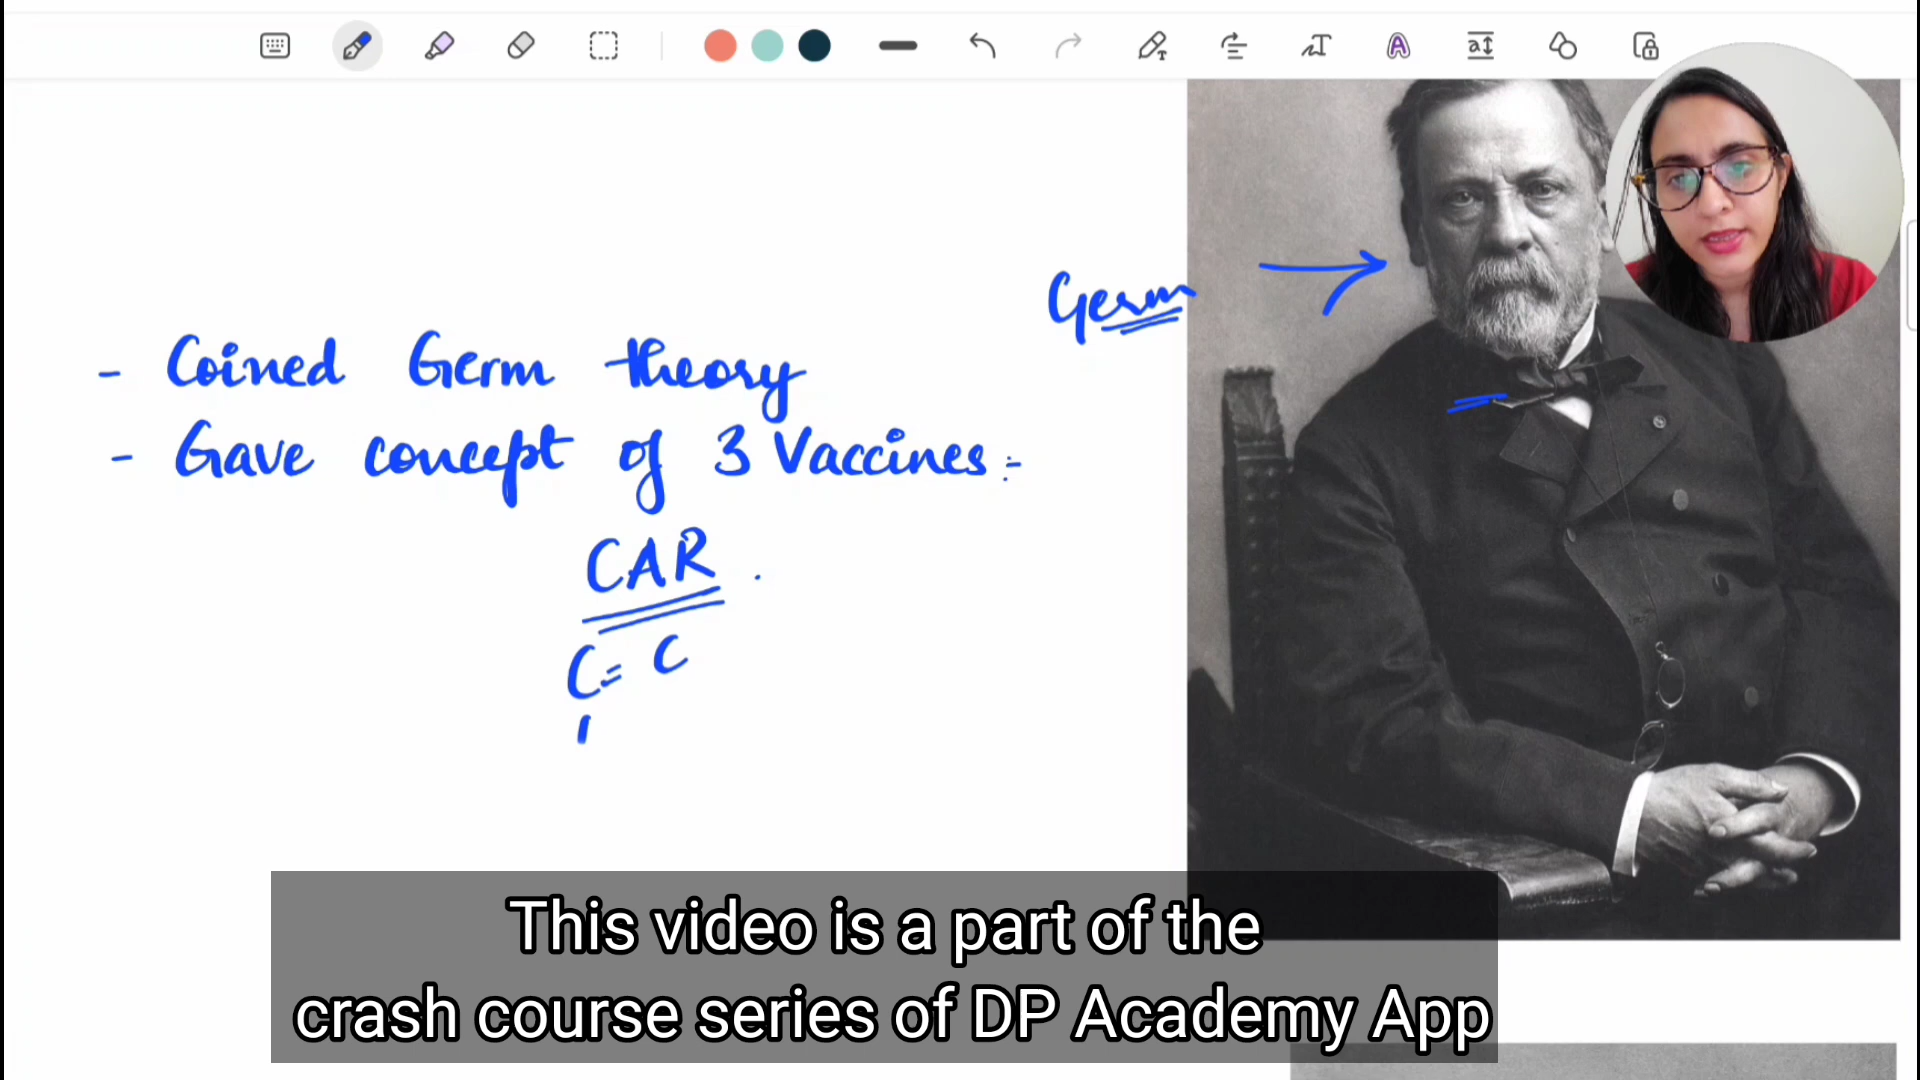 Germ
- Coined Germ theory
- Gave concept of 3 Vaccines :-
CAR
C = C
This video is a part of the
crash course series of DP Academy App